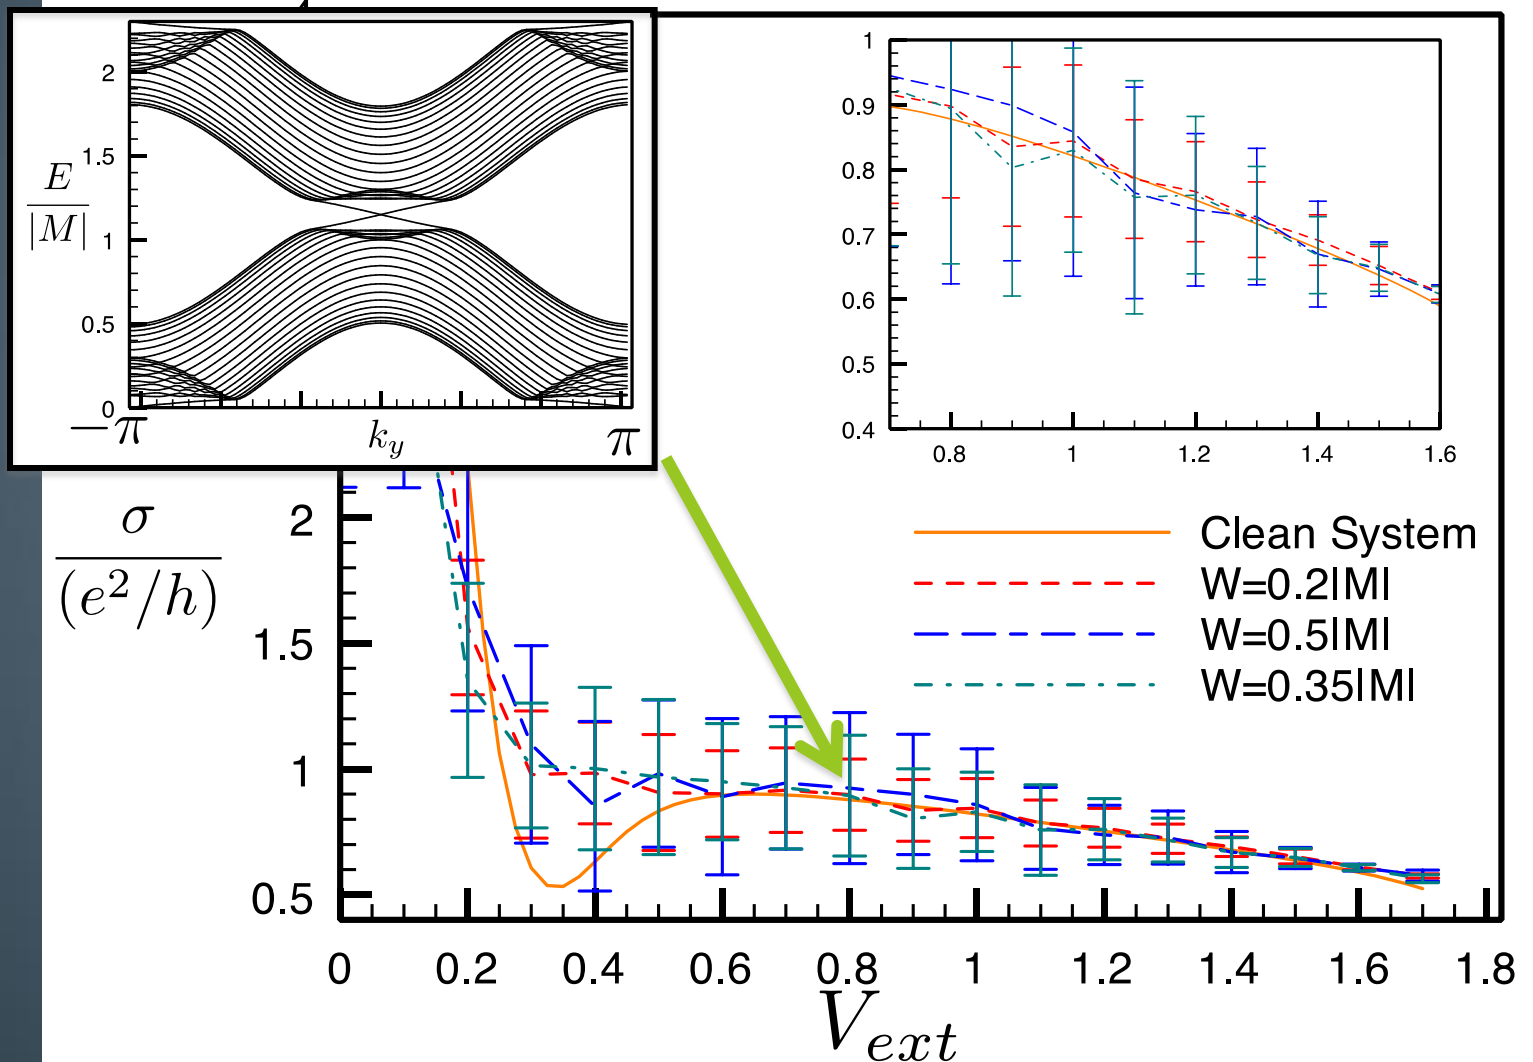 2
1.5
E
|M|
1
0.5
0
−π
k_y
π
1
0.9
0.8
0.7
0.6
0.5
0.4
0.8 1 1.2 1.4 1.6
σ
(e²/h)
2
1.5
1
0.5
Clean System
W=0.2|M|
W=0.5|M|
W=0.35|M|
0 0.2 0.4 0.6 0.8 1 1.2 1.4 1.6 1.8
V_ext